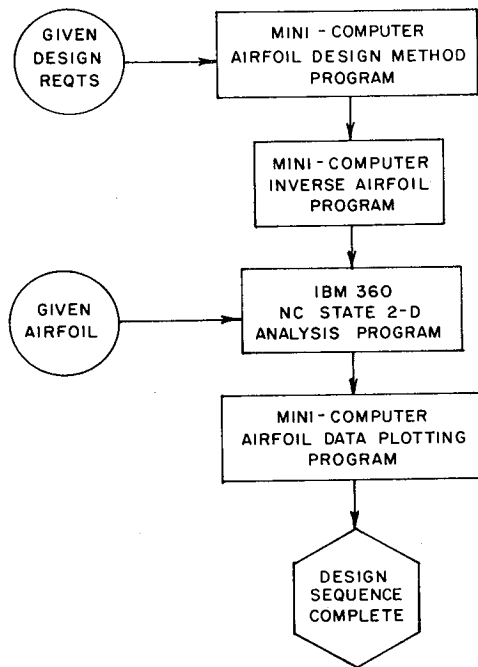 GIVEN
DESIGN
REQTS
MINI - COMPUTER
AIRFOIL DESIGN METHOD
PROGRAM
MINI - COMPUTER
INVERSE AIRFOIL
PROGRAM
GIVEN
AIRFOIL
IBM 360
NC STATE 2-D
ANALYSIS PROGRAM
MINI - COMPUTER
AIRFOIL DATA PLOTTING
PROGRAM
DESIGN
SEQUENCE
COMPLETE